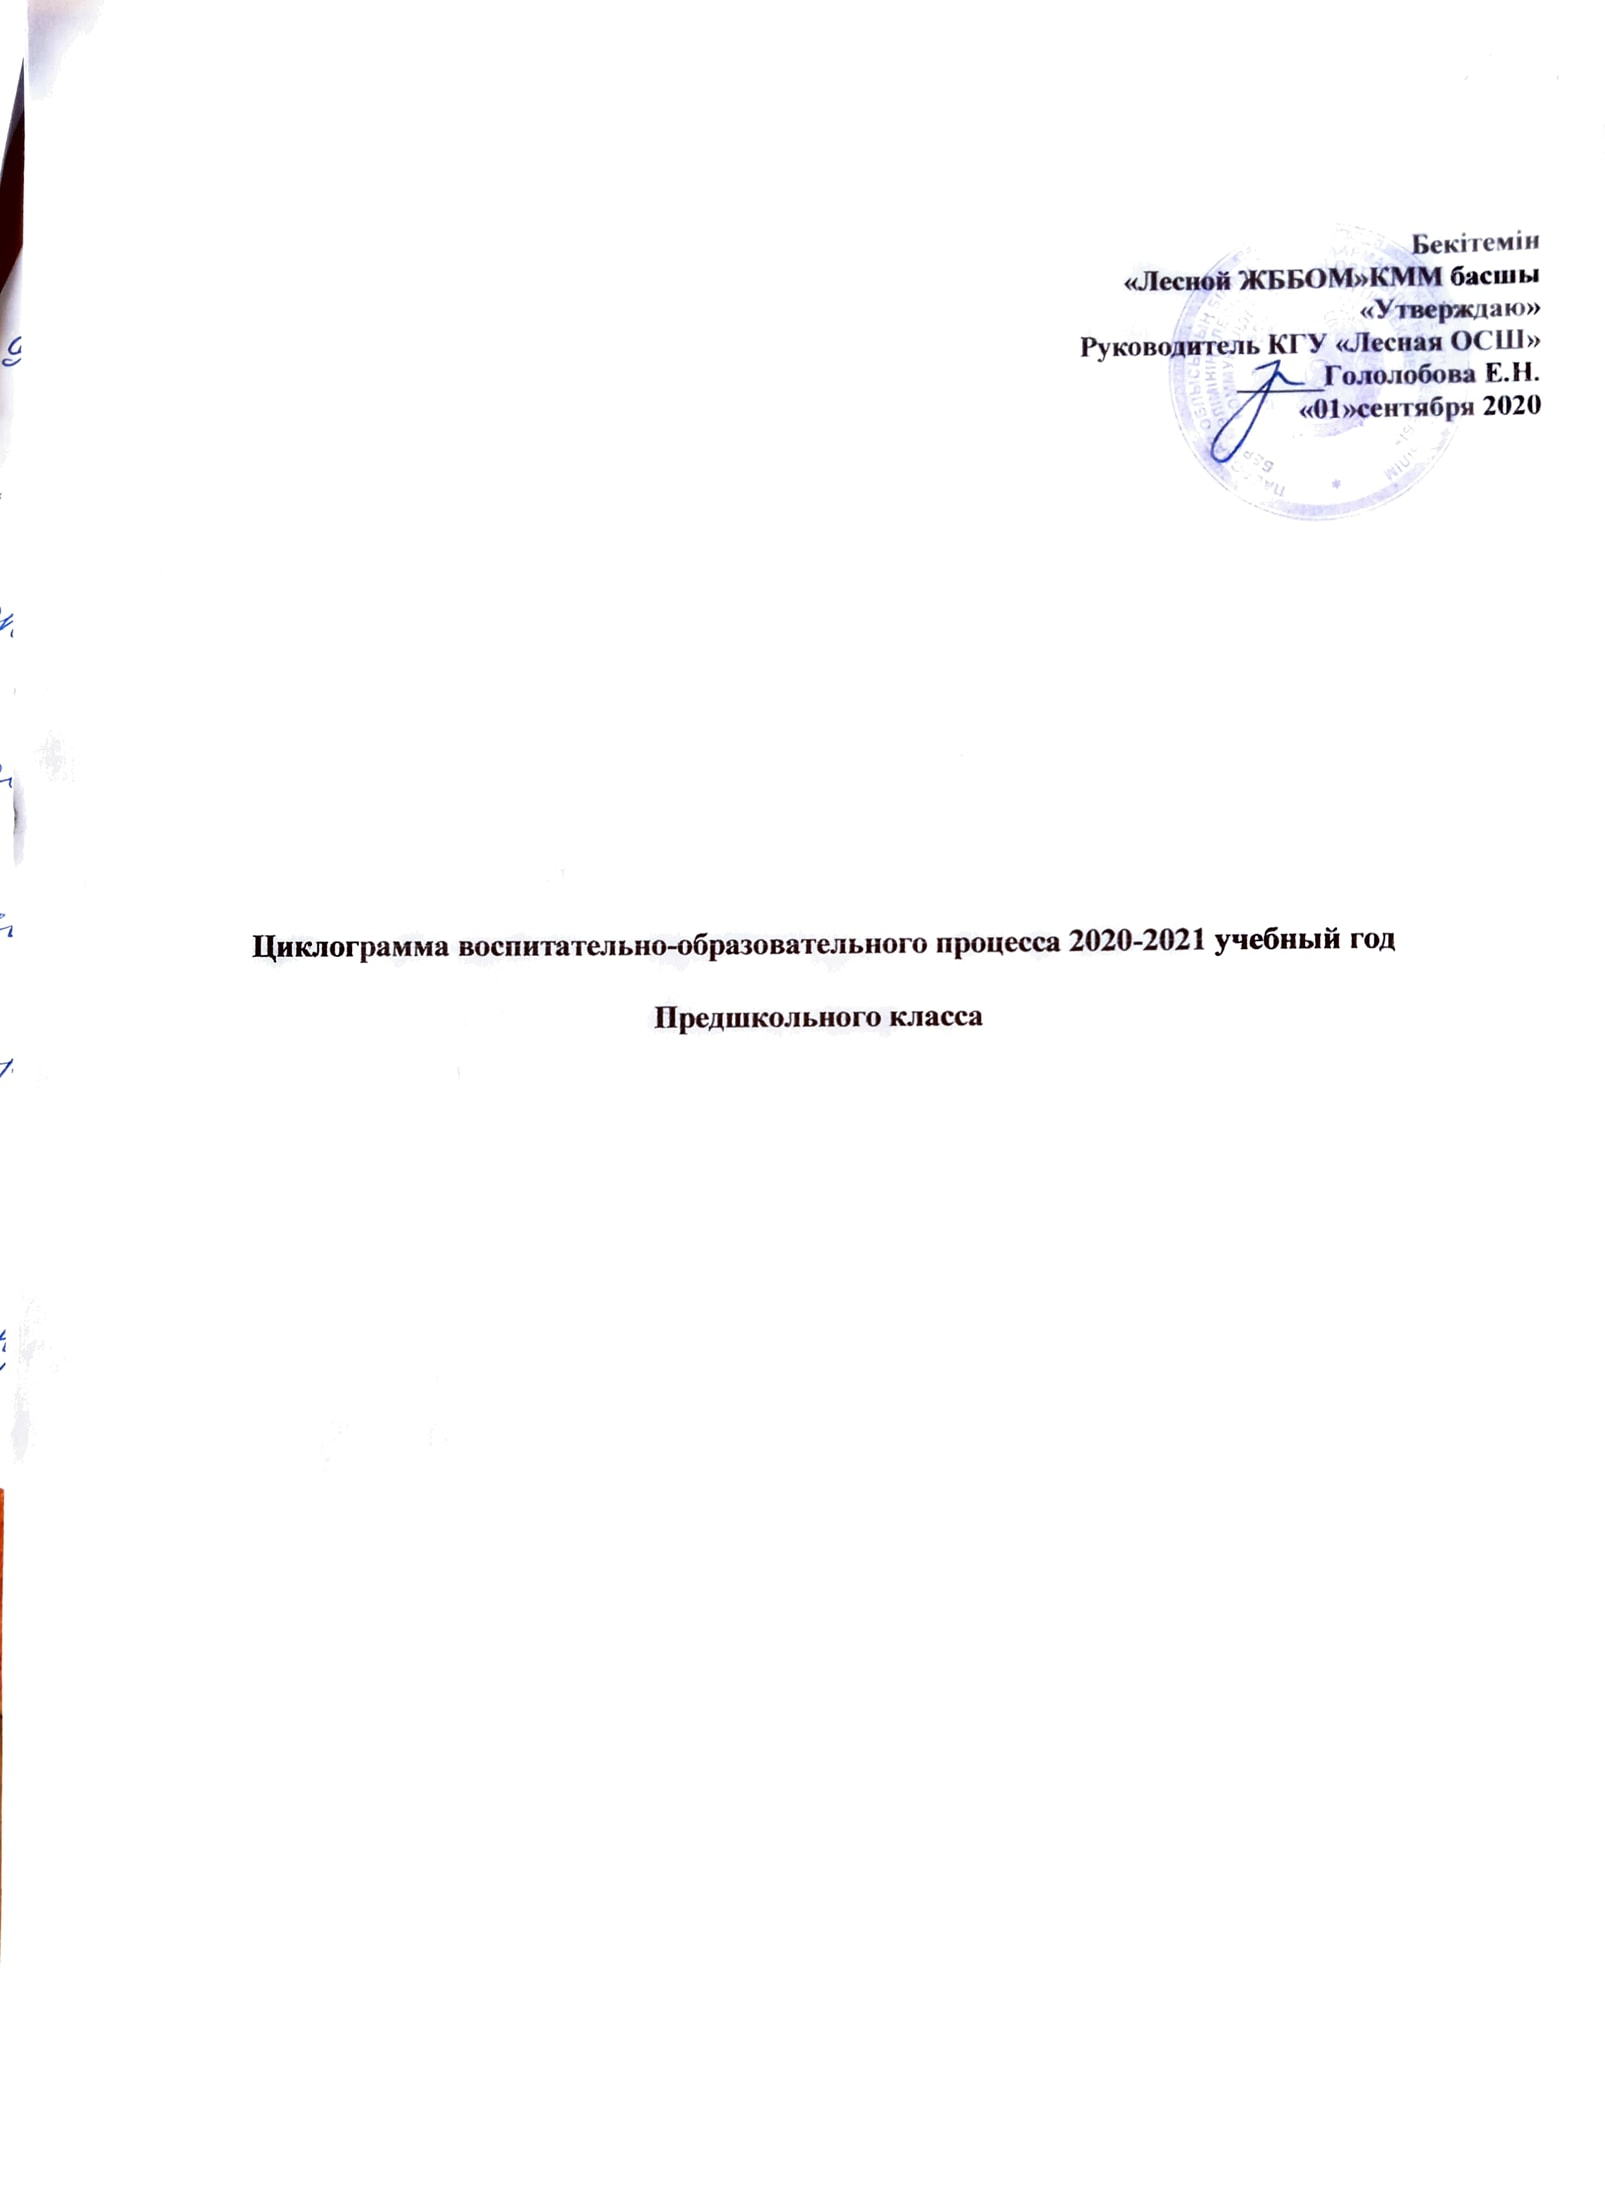 Бекітемін
«Лесной ЖББОМ»КММ басшы
«Утверждаю»
Руководитель КГУ «Лесная ОСШ»
Гололобова Е.Н.
«01»сентября 2020
Циклограмма воспитательно-образовательного процесса 2020-2021 учебный год
Предшкольного класса